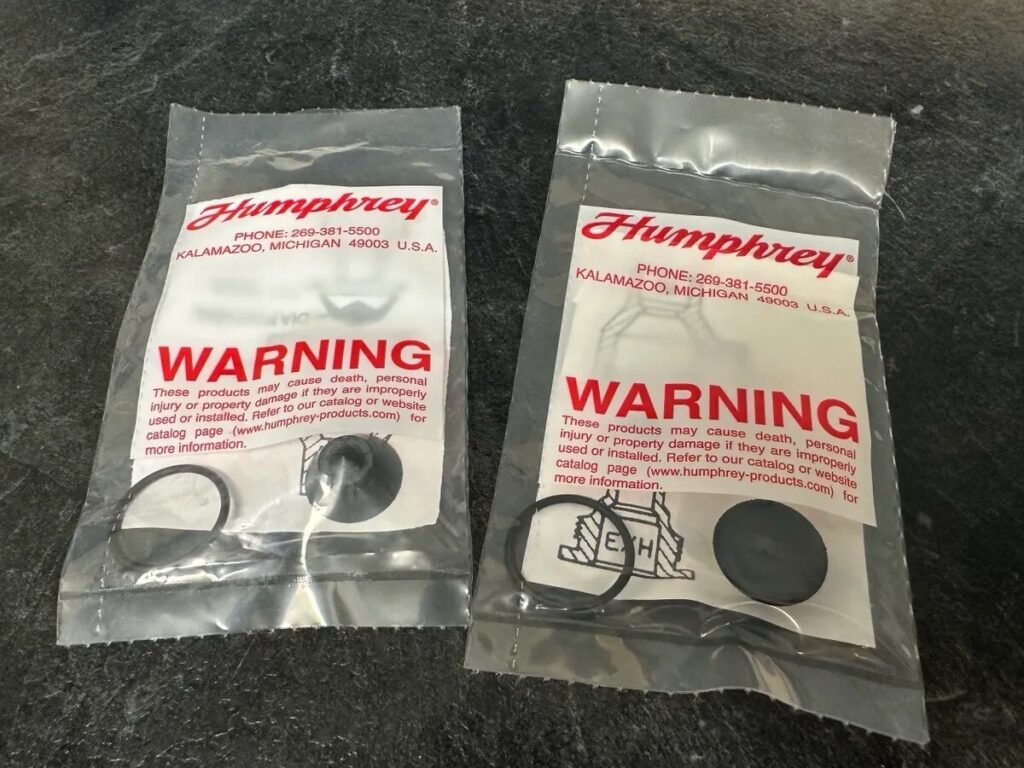 Humphrey®
PHONE: 269-381-5500
KALAMAZOO, MICHIGAN 49003 U.S.A.
WARNING
These products may cause death, personal
injury or property damage if they are improperly
used or installed. Refer to our catalog or website
catalog page (www.humphrey-products.com) for
more information.
Humphrey®
PHONE: 269-381-5500
KALAMAZOO, MICHIGAN 49003 U.S.A.
WARNING
These products may cause death, personal
injury or property damage if they are improperly
used or installed. Refer to our catalog or website
catalog page (www.humphrey-products.com) for
more information.
EXH